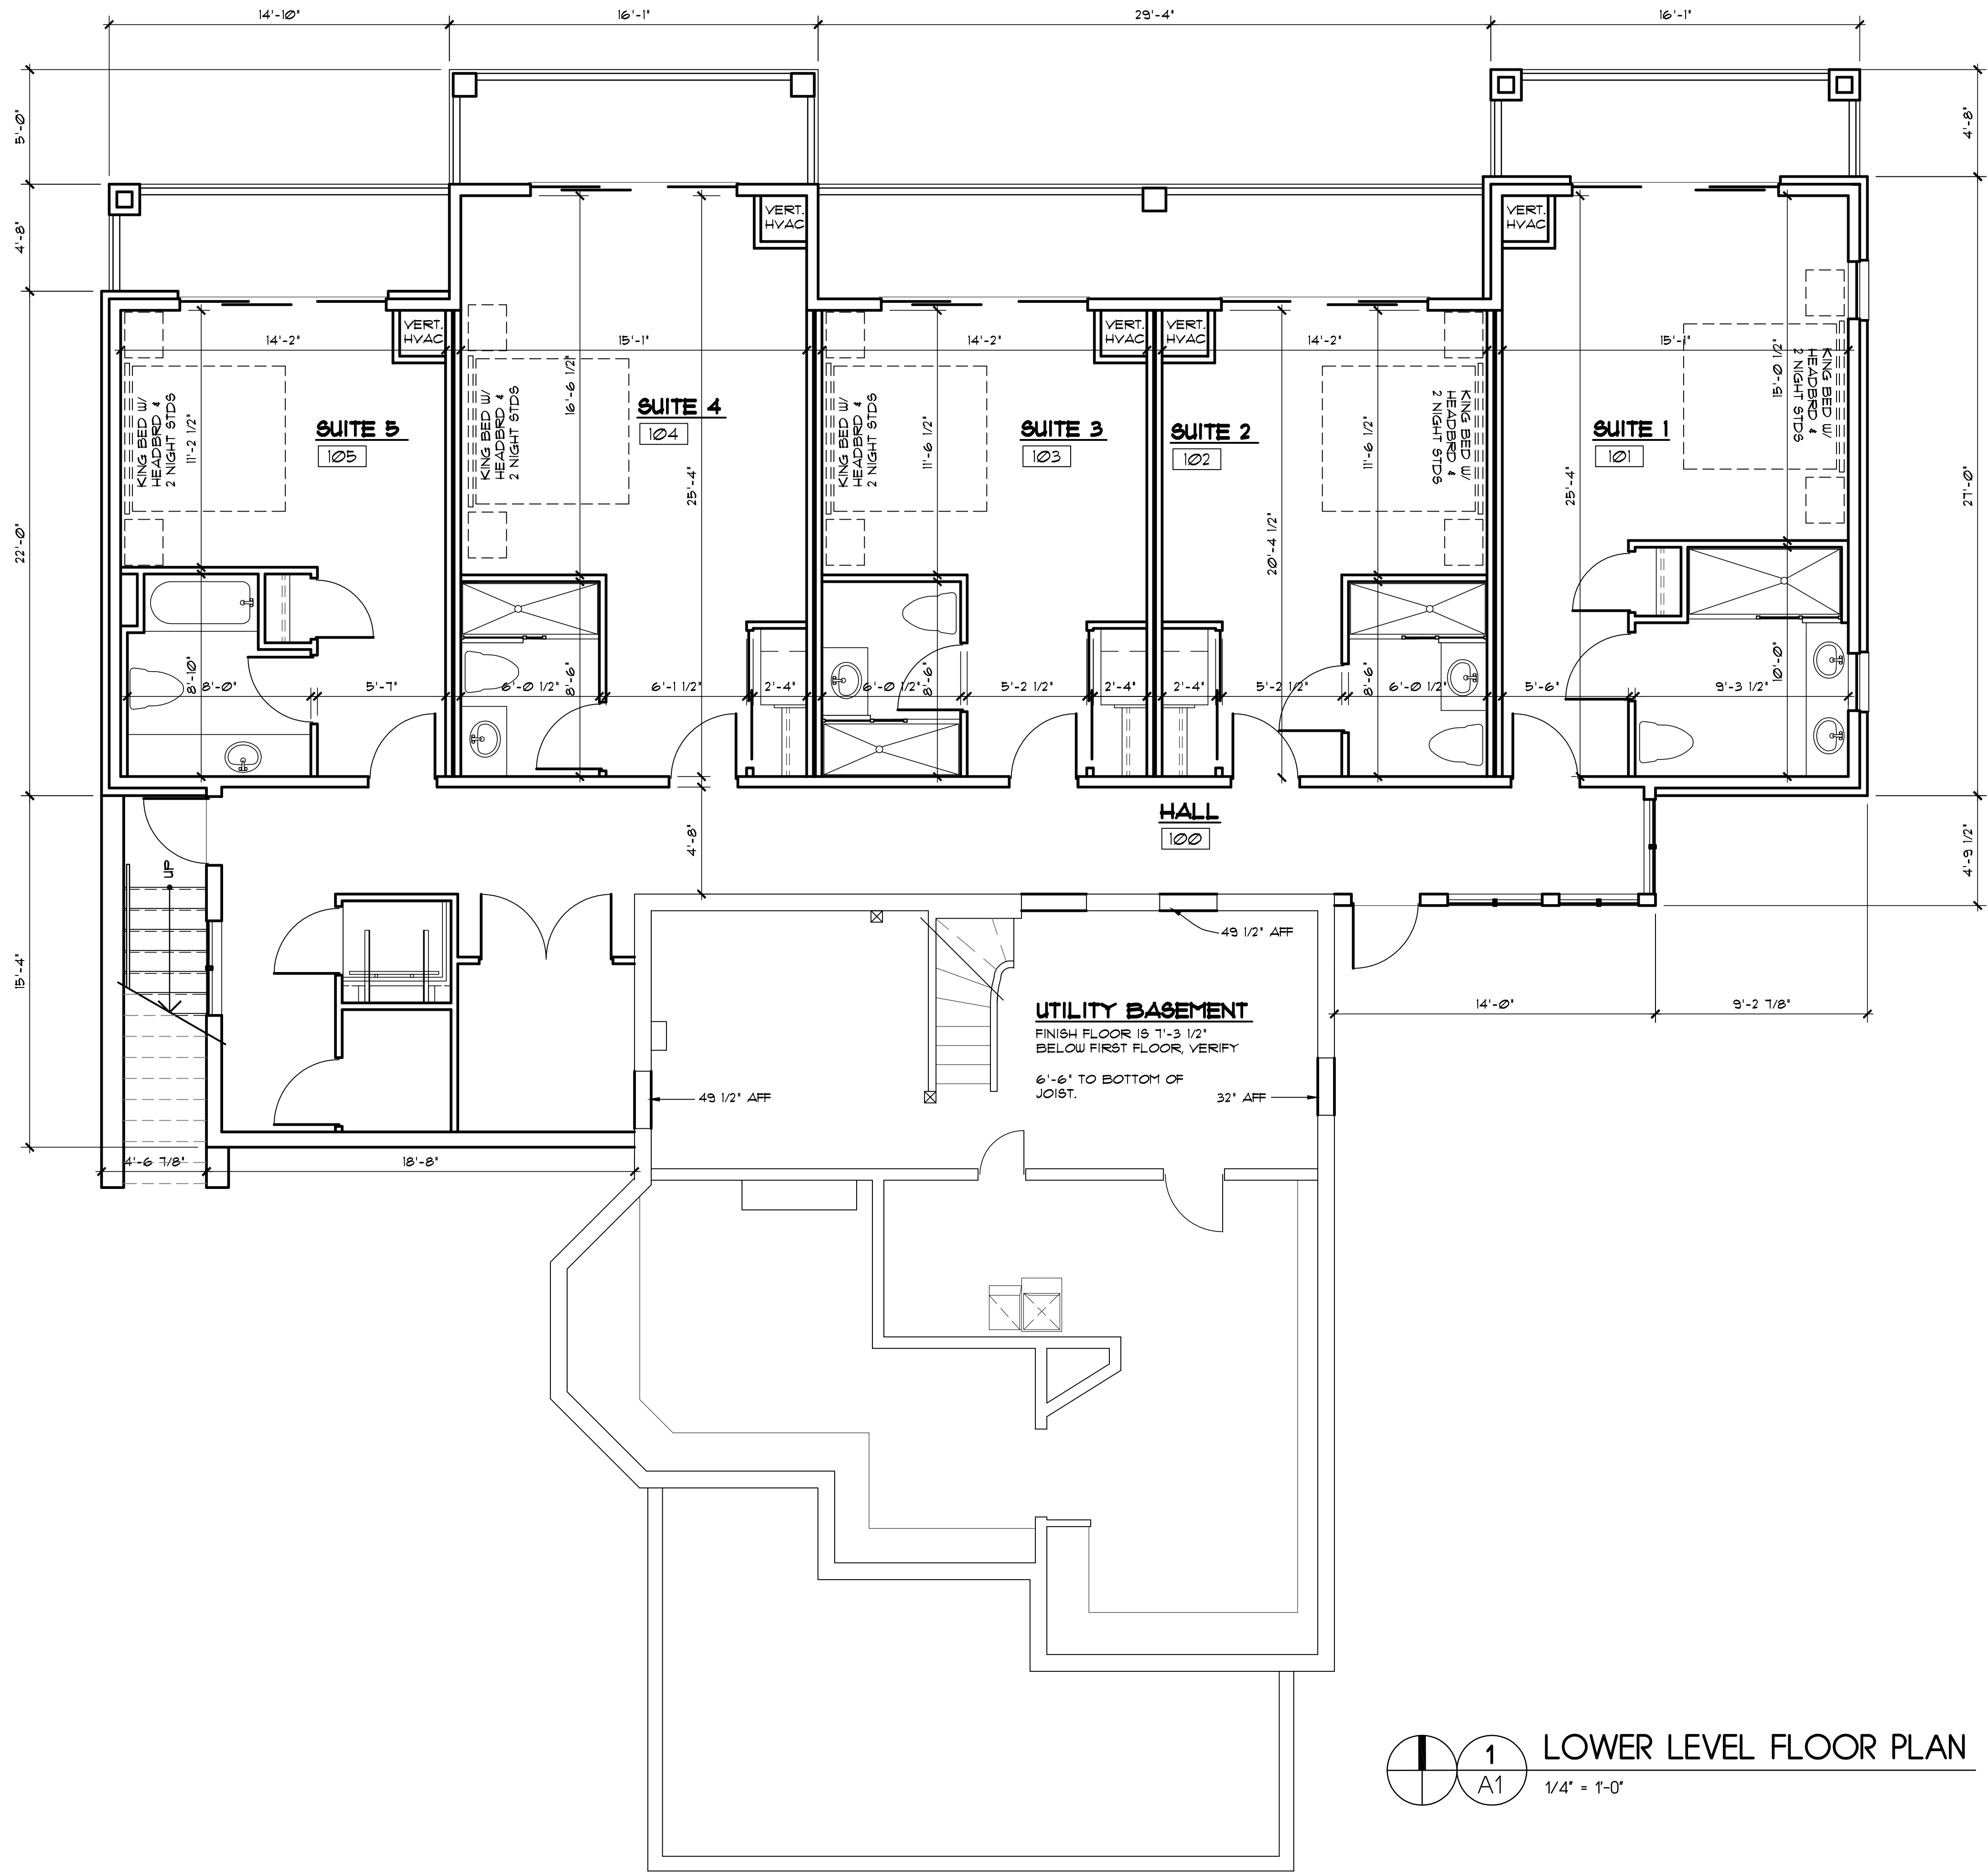 14'-10"
16'-1"
29'-4"
16'-1"
5'-0"
4'-8"
4'-8"
22'-0"
15'-4"
27'-0"
4'-9 1/2"
VERT.
HVAC
VERT.
HVAC
VERT.
HVAC
VERT.
HVAC
VERT.
HVAC
14'-2"
15'-1"
14'-2"
14'-2"
15'-1"
KING BED W/
HEADBRD &
2 NIGHT STDS
11'-2 1/2"
SUITE 5
105
KING BED W/
HEADBRD &
2 NIGHT STDS
16'-6 1/2"
SUITE 4
104
25'-4"
KING BED W/
HEADBRD &
2 NIGHT STDS
11'-6 1/2"
SUITE 3
103
SUITE 2
102
20'-4 1/2"
11'-6 1/2"
KING BED W/
HEADBRD &
2 NIGHT STDS
SUITE 1
101
25'-4"
15'-0 1/2"
KING BED W/
HEADBRD &
2 NIGHT STDS
8'-10"
8'-0"
5'-7"
6'-0 1/2"
8'-6"
6'-1 1/2"
2'-4"
6'-0 1/2"
8'-6"
5'-2 1/2"
2'-4"
2'-4"
5'-2 1/2"
8'-6"
6'-0 1/2"
5'-6"
9'-3 1/2"
10'-0"
HALL
100
4'-8"
UP
49 1/2" AFF
UTILITY BASEMENT
FINISH FLOOR IS 7'-3 1/2"
BELOW FIRST FLOOR, VERIFY
6'-6" TO BOTTOM OF
JOIST.
49 1/2" AFF
32" AFF
14'-0"
9'-2 7/8"
4'-6 7/8"
18'-8"
1
A1
LOWER LEVEL FLOOR PLAN
1/4" = 1'-0"